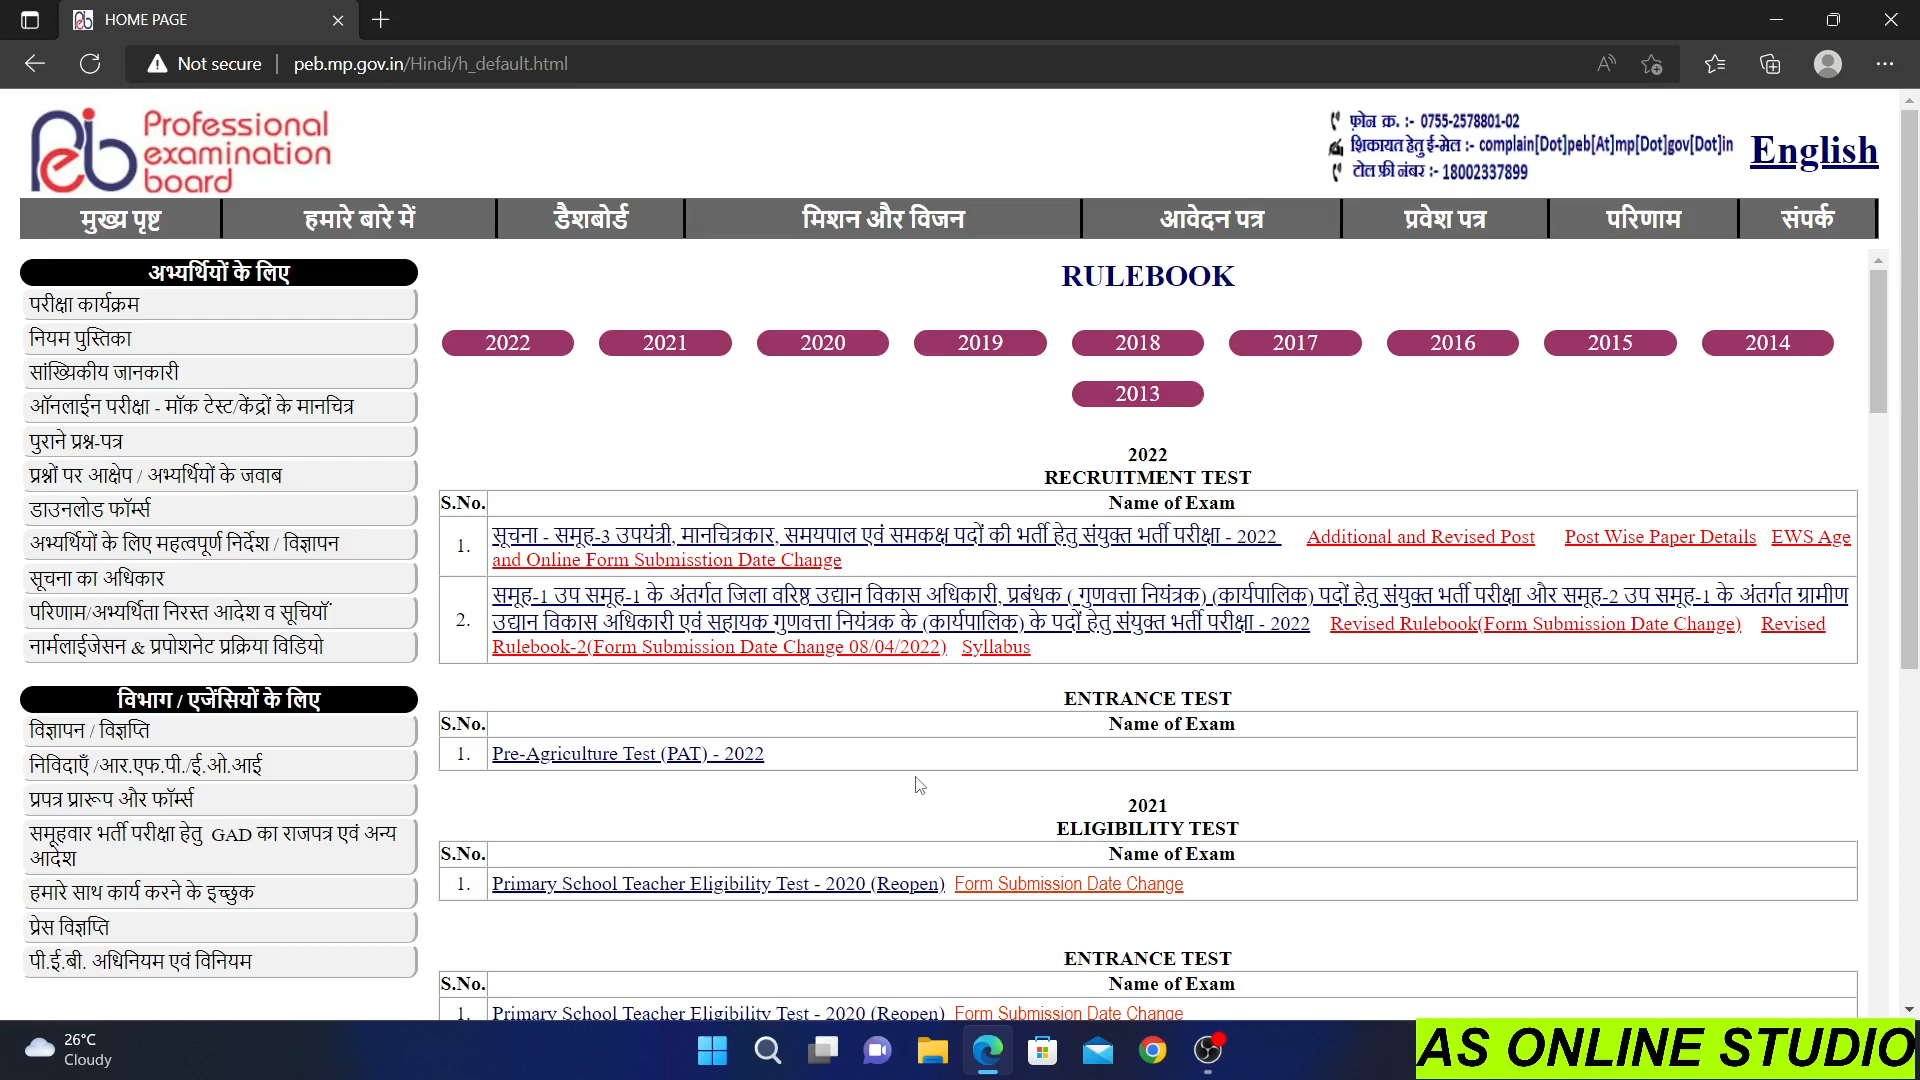 HOME PAGE
Not secure
peb.mp.gov.in/Hindi/h_default.html
Professional
examination
board
peb
फ़ोन क्र. :- 0755-2578801-02
शिकायत हेतु ई-मेल :- complain[Dot]peb[At]mp[Dot]gov[Dot]in
टोल फ्री नंबर :- 18002337899
English
मुख्य पृष्ट हमारे बारे में डैशबोर्ड मिशन और विजन आवेदन पत्र प्रवेश पत्र परिणाम संपर्क
अभ्यर्थियों के लिए
परीक्षा कार्यक्रम
नियम पुस्तिका
सांख्यिकीय जानकारी
ऑनलाईन परीक्षा - मॉक टेस्ट/केंद्रों के मानचित्र
पुराने प्रश्न-पत्र
प्रश्नों पर आक्षेप / अभ्यर्थियों के जवाब
डाउनलोड फॉर्म्स
अभ्यर्थियों के लिए महत्वपूर्ण निर्देश / विज्ञापन
सूचना का अधिकार
परिणाम/अभ्यर्थिता निरस्त आदेश व सूचियाँ
नार्मलाईजेसन & प्रपोशनेट प्रक्रिया विडियो
विभाग / एजेंसियों के लिए
विज्ञापन / विज्ञप्ति
निविदाएँ /आर.एफ.पी./ई.ओ.आई
प्रपत्र प्रारूप और फॉर्म्स
समूहवार भर्ती परीक्षा हेतु GAD का राजपत्र एवं अन्य
आदेश
हमारे साथ कार्य करने के इच्छुक
प्रेस विज्ञप्ति
पी.ई.बी. अधिनियम एवं विनियम
RULEBOOK
2022 2021 2020 2019 2018 2017 2016 2015 2014
2013
2022
RECRUITMENT TEST
S.No. Name of Exam
1. सूचना - समूह-3 उपयंत्री, मानचित्रकार, समयपाल एवं समकक्ष पदों की भर्ती हेतु संयुक्त भर्ती परीक्षा - 2022 Additional and Revised Post Post Wise Paper Details EWS Age
and Online Form Submisstion Date Change
2. समूह-1 उप समूह-1 के अंतर्गत जिला वरिष्ठ उद्यान विकास अधिकारी, प्रबंधक ( गुणवत्ता नियंत्रक) (कार्यपालिक) पदों हेतु संयुक्त भर्ती परीक्षा और समूह-2 उप समूह-1 के अंतर्गत ग्रामीण
उद्यान विकास अधिकारी एवं सहायक गुणवत्ता नियंत्रक के (कार्यपालिक) के पदों हेतु संयुक्त भर्ती परीक्षा - 2022 Revised Rulebook(Form Submission Date Change) Revised
Rulebook-2(Form Submission Date Change 08/04/2022) Syllabus
ENTRANCE TEST
S.No. Name of Exam
1. Pre-Agriculture Test (PAT) - 2022
2021
ELIGIBILITY TEST
S.No. Name of Exam
1. Primary School Teacher Eligibility Test - 2020 (Reopen) Form Submission Date Change
ENTRANCE TEST
S.No. Name of Exam
1. Primary School Teacher Eligibility Test - 2020 (Reopen) Form Submission Date Change
26°C
Cloudy
AS ONLINE STUDIO